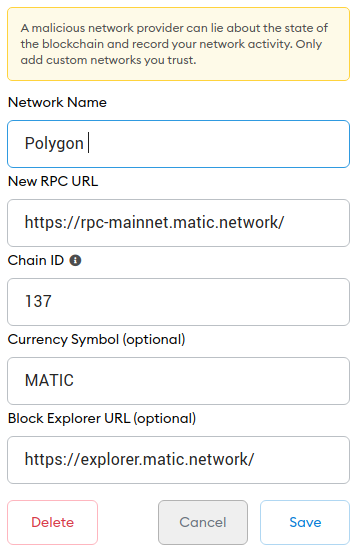 A malicious network provider can lie about the state of
the blockchain and record your network activity. Only
add custom networks you trust.
Network Name
Polygon
New RPC URL
https://rpc-mainnet.matic.network/
Chain ID
137
Currency Symbol (optional)
MATIC
Block Explorer URL (optional)
https://explorer.matic.network/
Delete Cancel Save